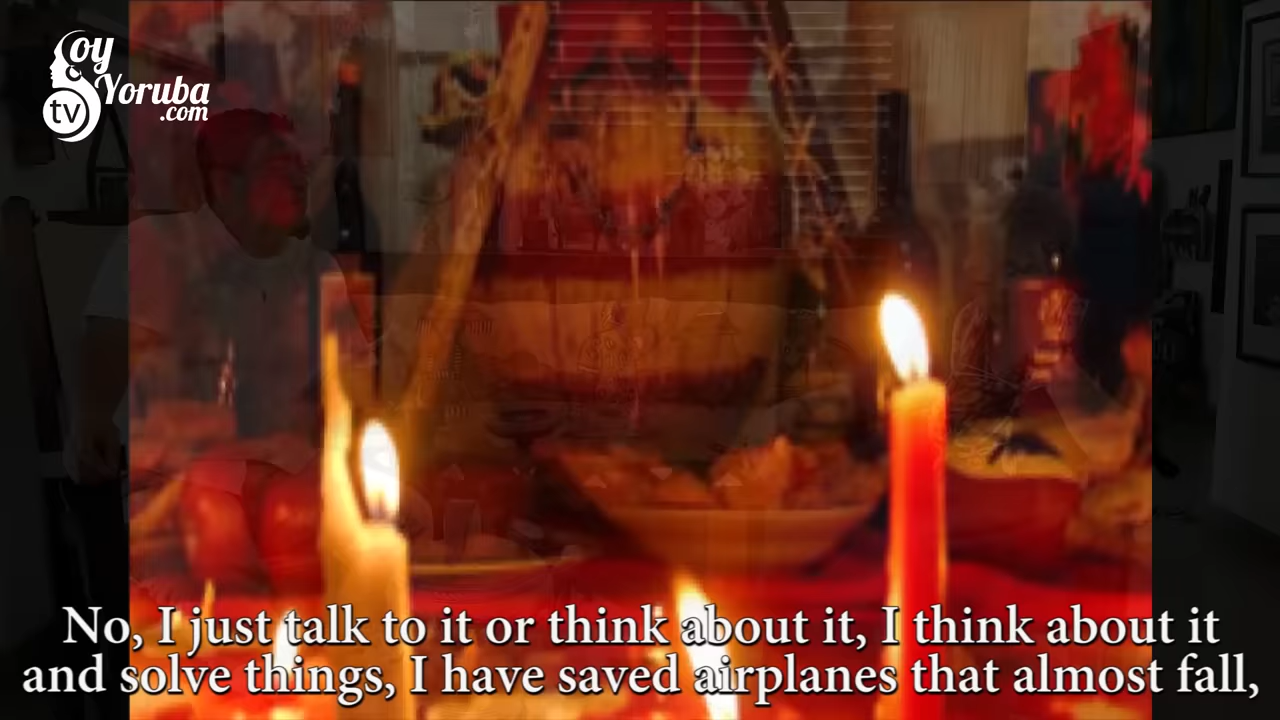 Soy
Yoruba
.com
tv
No, I just talk to it or think about it, I think about it
and solve things, I have saved airplanes that almost fall,